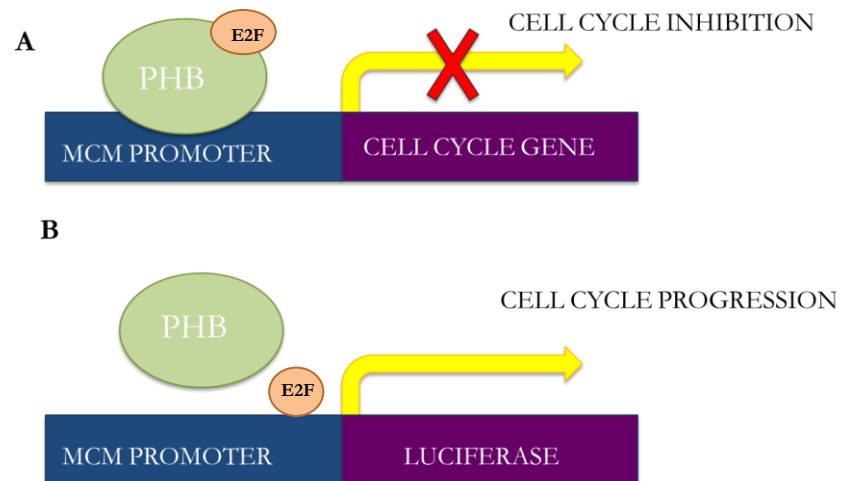 CELL CYCLE INHIBITION
A
E2F
PHB
MCM PROMOTER
CELL CYCLE GENE
B
CELL CYCLE PROGRESSION
PHB
E2F
MCM PROMOTER
LUCIFERASE